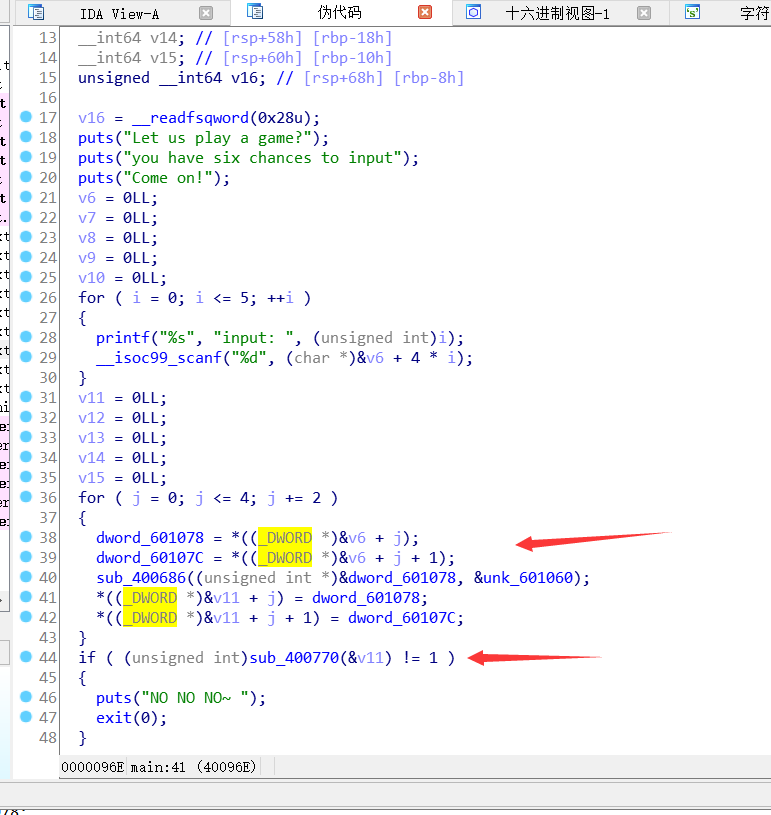 IDA View-A 伪代码 十六进制视图-1 字符
13 __int64 v14; // [rsp+58h] [rbp-18h]
14 __int64 v15; // [rsp+60h] [rbp-10h]
15 unsigned __int64 v16; // [rsp+68h] [rbp-8h]
16
17 v16 = __readfsqword(0x28u);
18 puts("Let us play a game?");
19 puts("you have six chances to input");
20 puts("Come on!");
21 v6 = 0LL;
22 v7 = 0LL;
23 v8 = 0LL;
24 v9 = 0LL;
25 v10 = 0LL;
26 for ( i = 0; i <= 5; ++i )
27 {
28 printf("%s", "input: ", (unsigned int)i);
29 __isoc99_scanf("%d", (char *)&v6 + 4 * i);
30 }
31 v11 = 0LL;
32 v12 = 0LL;
33 v13 = 0LL;
34 v14 = 0LL;
35 v15 = 0LL;
36 for ( j = 0; j <= 4; j += 2 )
37 {
38 dword_601078 = *((_DWORD *)&v6 + j);
39 dword_60107C = *((_DWORD *)&v6 + j + 1);
40 sub_400686((unsigned int *)&dword_601078, &unk_601060);
41 *((_DWORD *)&v11 + j) = dword_601078;
42 *((_DWORD *)&v11 + j + 1) = dword_60107C;
43 }
44 if ( (unsigned int)sub_400770(&v11) != 1 )
45 {
46 puts("NO NO NO~ ");
47 exit(0);
48 }
0000096E main:41 (40096E)